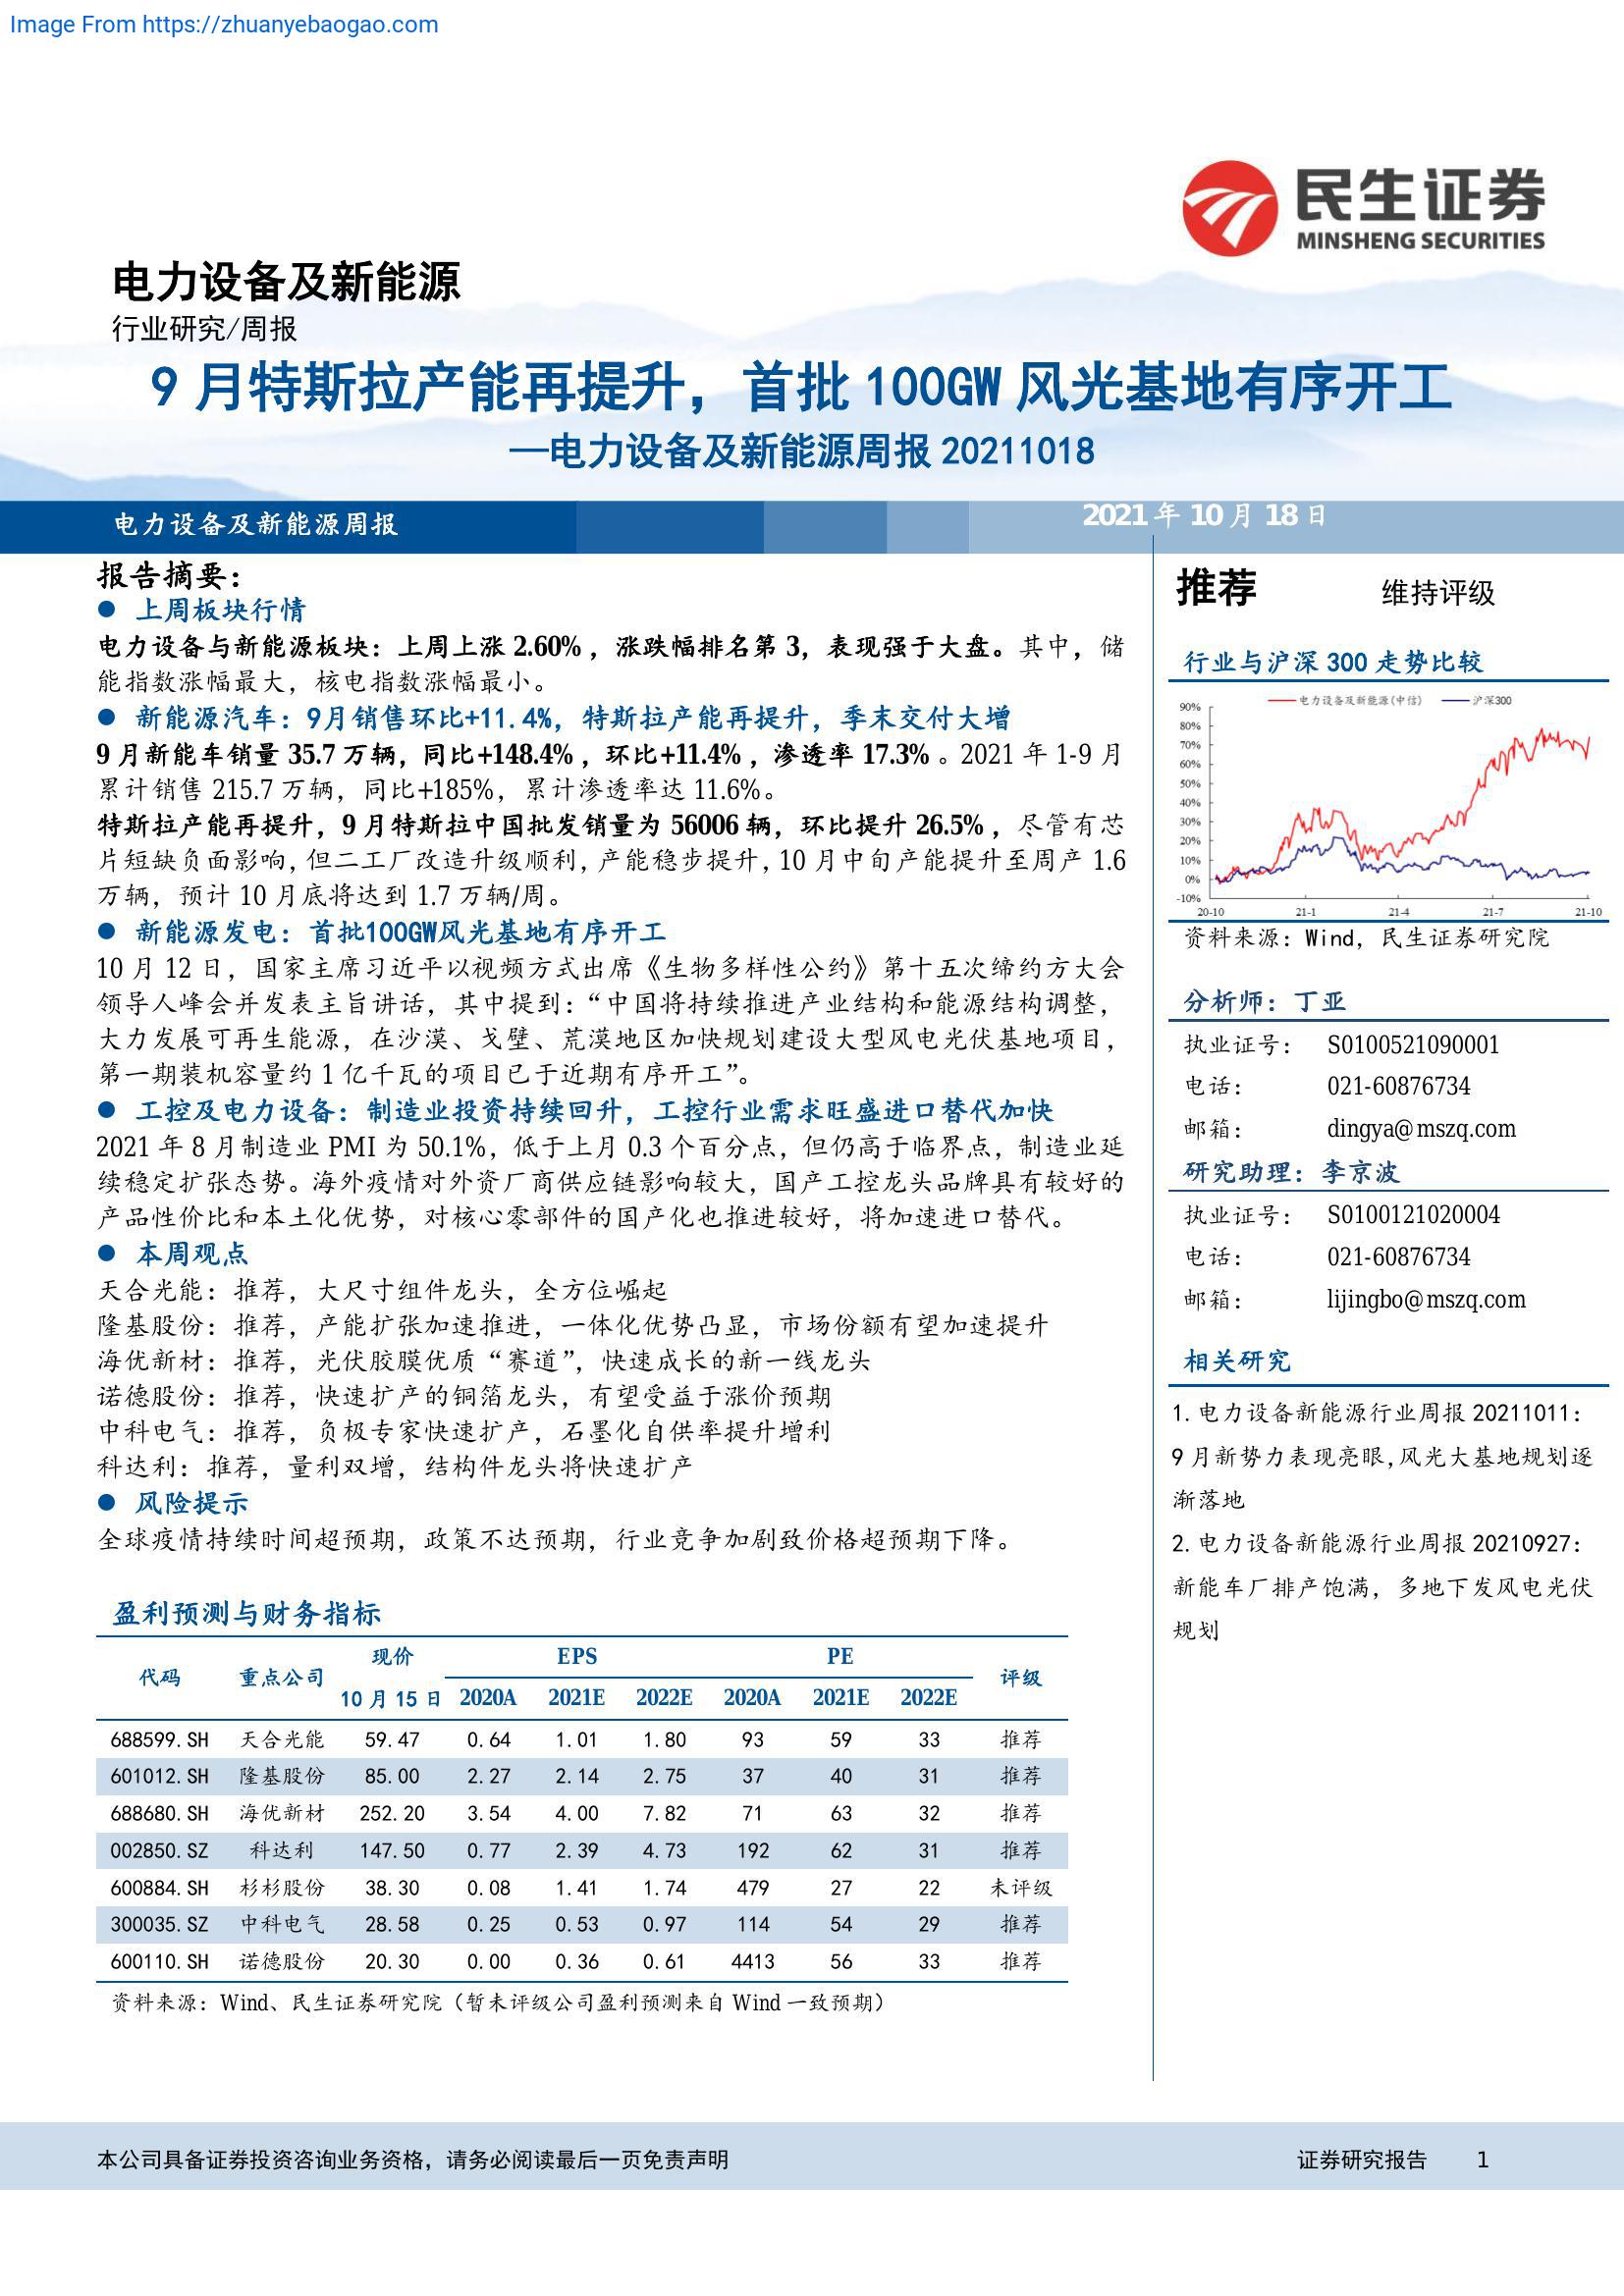 Image From https://zhuanyebaogao.com
民生证券
MINSHENG SECURITIES
电力设备及新能源
行业研究/周报
9 月特斯拉产能再提升，首批 100GW 风光基地有序开工
—电力设备及新能源周报 20211018
电力设备及新能源周报
2021 年 10 月 18 日
报告摘要：
● 上周板块行情
电力设备与新能源板块：上周上涨 2.60%，涨跌幅排名第 3，表现强于大盘。其中，储
能指数涨幅最大，核电指数涨幅最小。
● 新能源汽车：9月销售环比+11.4%，特斯拉产能再提升，季末交付大增
9 月新能车销量 35.7 万辆，同比+148.4%，环比+11.4%，渗透率 17.3%。2021 年 1-9 月
累计销售 215.7 万辆，同比+185%，累计渗透率达 11.6%。
特斯拉产能再提升，9 月特斯拉中国批发销量为 56006 辆，环比提升 26.5%，尽管有芯
片短缺负面影响，但二工厂改造升级顺利，产能稳步提升，10 月中旬产能提升至周产 1.6
万辆，预计 10 月底将达到 1.7 万辆/周。
● 新能源发电：首批100GW风光基地有序开工
10 月 12 日，国家主席习近平以视频方式出席《生物多样性公约》第十五次缔约方大会
领导人峰会并发表主旨讲话，其中提到：“中国将持续推进产业结构和能源结构调整，
大力发展可再生能源，在沙漠、戈壁、荒漠地区加快规划建设大型风电光伏基地项目，
第一期装机容量约 1 亿千瓦的项目已于近期有序开工”。
● 工控及电力设备：制造业投资持续回升，工控行业需求旺盛进口替代加快
2021 年 8 月制造业 PMI 为 50.1%，低于上月 0.3 个百分点，但仍高于临界点，制造业延
续稳定扩张态势。海外疫情对外资厂商供应链影响较大，国产工控龙头品牌具有较好的
产品性价比和本土化优势，对核心零部件的国产化也推进较好，将加速进口替代。
● 本周观点
天合光能：推荐，大尺寸组件龙头，全方位崛起
隆基股份：推荐，产能扩张加速推进，一体化优势凸显，市场份额有望加速提升
海优新材：推荐，光伏胶膜优质“赛道”，快速成长的新一线龙头
诺德股份：推荐，快速扩产的铜箔龙头，有望受益于涨价预期
中科电气：推荐，负极专家快速扩产，石墨化自供率提升增利
科达利：推荐，量利双增，结构件龙头将快速扩产
● 风险提示
全球疫情持续时间超预期，政策不达预期，行业竞争加剧致价格超预期下降。
盈利预测与财务指标
代码 重点公司 现价 EPS PE 评级
10 月 15 日 2020A 2021E 2022E 2020A 2021E 2022E
688599.SH 天合光能 59.47 0.64 1.01 1.80 93 59 33 推荐
601012.SH 隆基股份 85.00 2.27 2.14 2.75 37 40 31 推荐
688680.SH 海优新材 252.20 3.54 4.00 7.82 71 63 32 推荐
002850.SZ 科达利 147.50 0.77 2.39 4.73 192 62 31 推荐
600884.SH 杉杉股份 38.30 0.08 1.41 1.74 479 27 22 未评级
300035.SZ 中科电气 28.58 0.25 0.53 0.97 114 54 29 推荐
600110.SH 诺德股份 20.30 0.00 0.36 0.61 4413 56 33 推荐
资料来源：Wind、民生证券研究院（暂未评级公司盈利预测来自 Wind 一致预期）
推荐 维持评级
行业与沪深 300 走势比较
电力设备及新能源(中信) 沪深300
90%
80%
70%
60%
50%
40%
30%
20%
10%
0%
-10%
20-10 21-1 21-4 21-7 21-10
资料来源：Wind，民生证券研究院
分析师：丁亚
执业证号： S0100521090001
电话： 021-60876734
邮箱： dingya@mszq.com
研究助理：李京波
执业证号： S0100121020004
电话： 021-60876734
邮箱： lijingbo@mszq.com
相关研究
1.电力设备新能源行业周报 20211011：
9 月新势力表现亮眼,风光大基地规划逐
渐落地
2.电力设备新能源行业周报 20210927：
新能车厂排产饱满，多地下发风电光伏
规划
本公司具备证券投资咨询业务资格，请务必阅读最后一页免责声明
证券研究报告 1